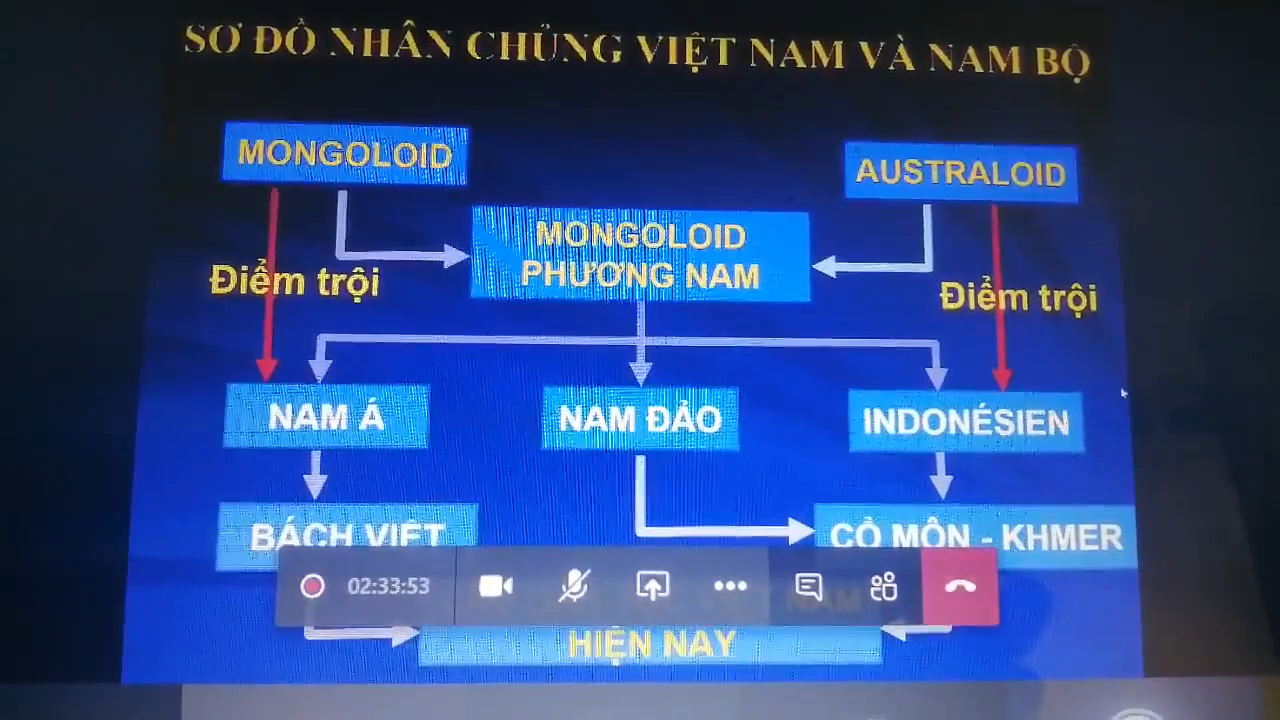 SƠ ĐỒ NHÂN CHỦNG VIỆT NAM VÀ NAM BỘ
MONGOLOID
AUSTRALOID
MONGOLOID
PHƯƠNG NAM
Điểm trội
Điểm trội
NAM Á
NAM ĐẢO
INDONÉSIEN
BÁCH VIỆT
CỔ MÔN - KHMER
02:33:53
NAM
HIỆN NAY